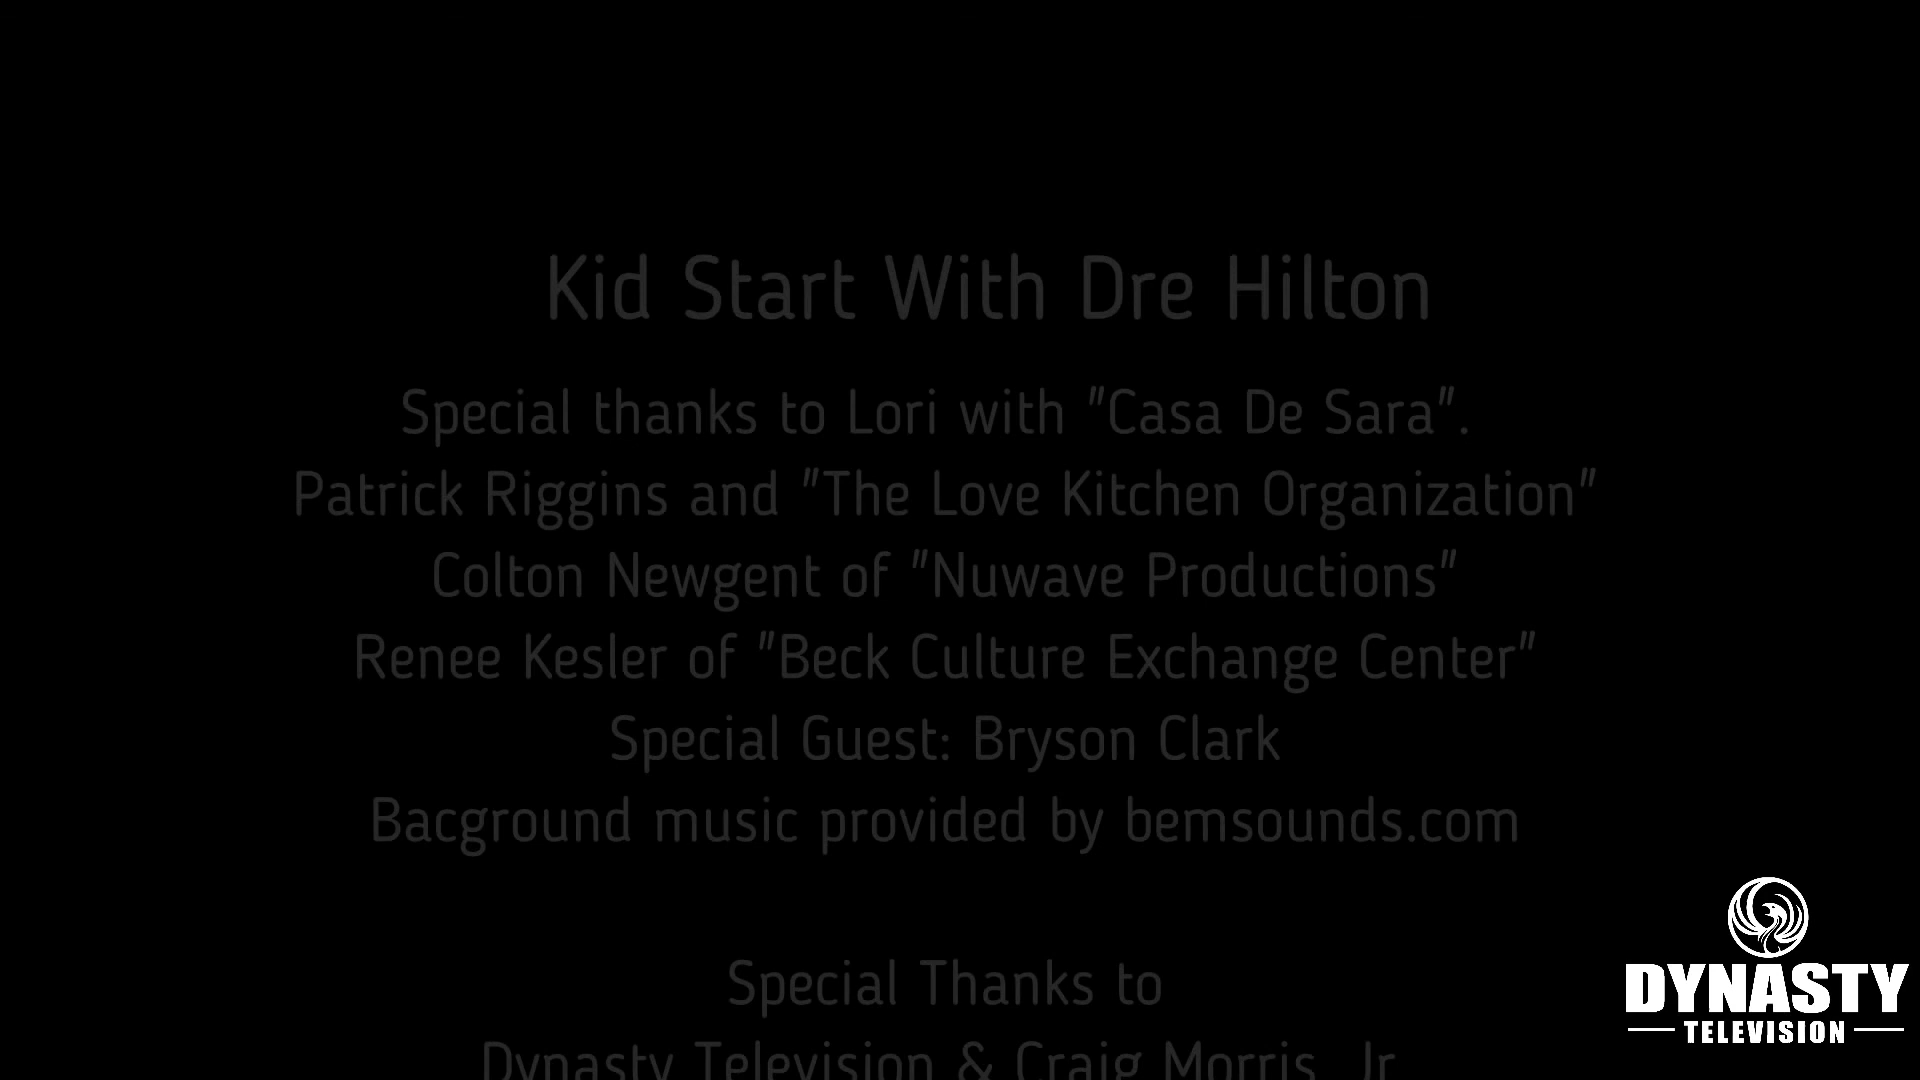 Kid Start With Dre Hilton
Special thanks to Lori with "Casa De Sara".
Patrick Riggins and "The Love Kitchen Organization"
Colton Newgent of "Nuwave Productions"
Renee Kesler of "Beck Culture Exchange Center"
Special Guest: Bryson Clark
Bacground music provided by bemsounds.com
Special Thanks to
Dynasty Television & Craig Morris, Jr
DYNASTY
TELEVISION